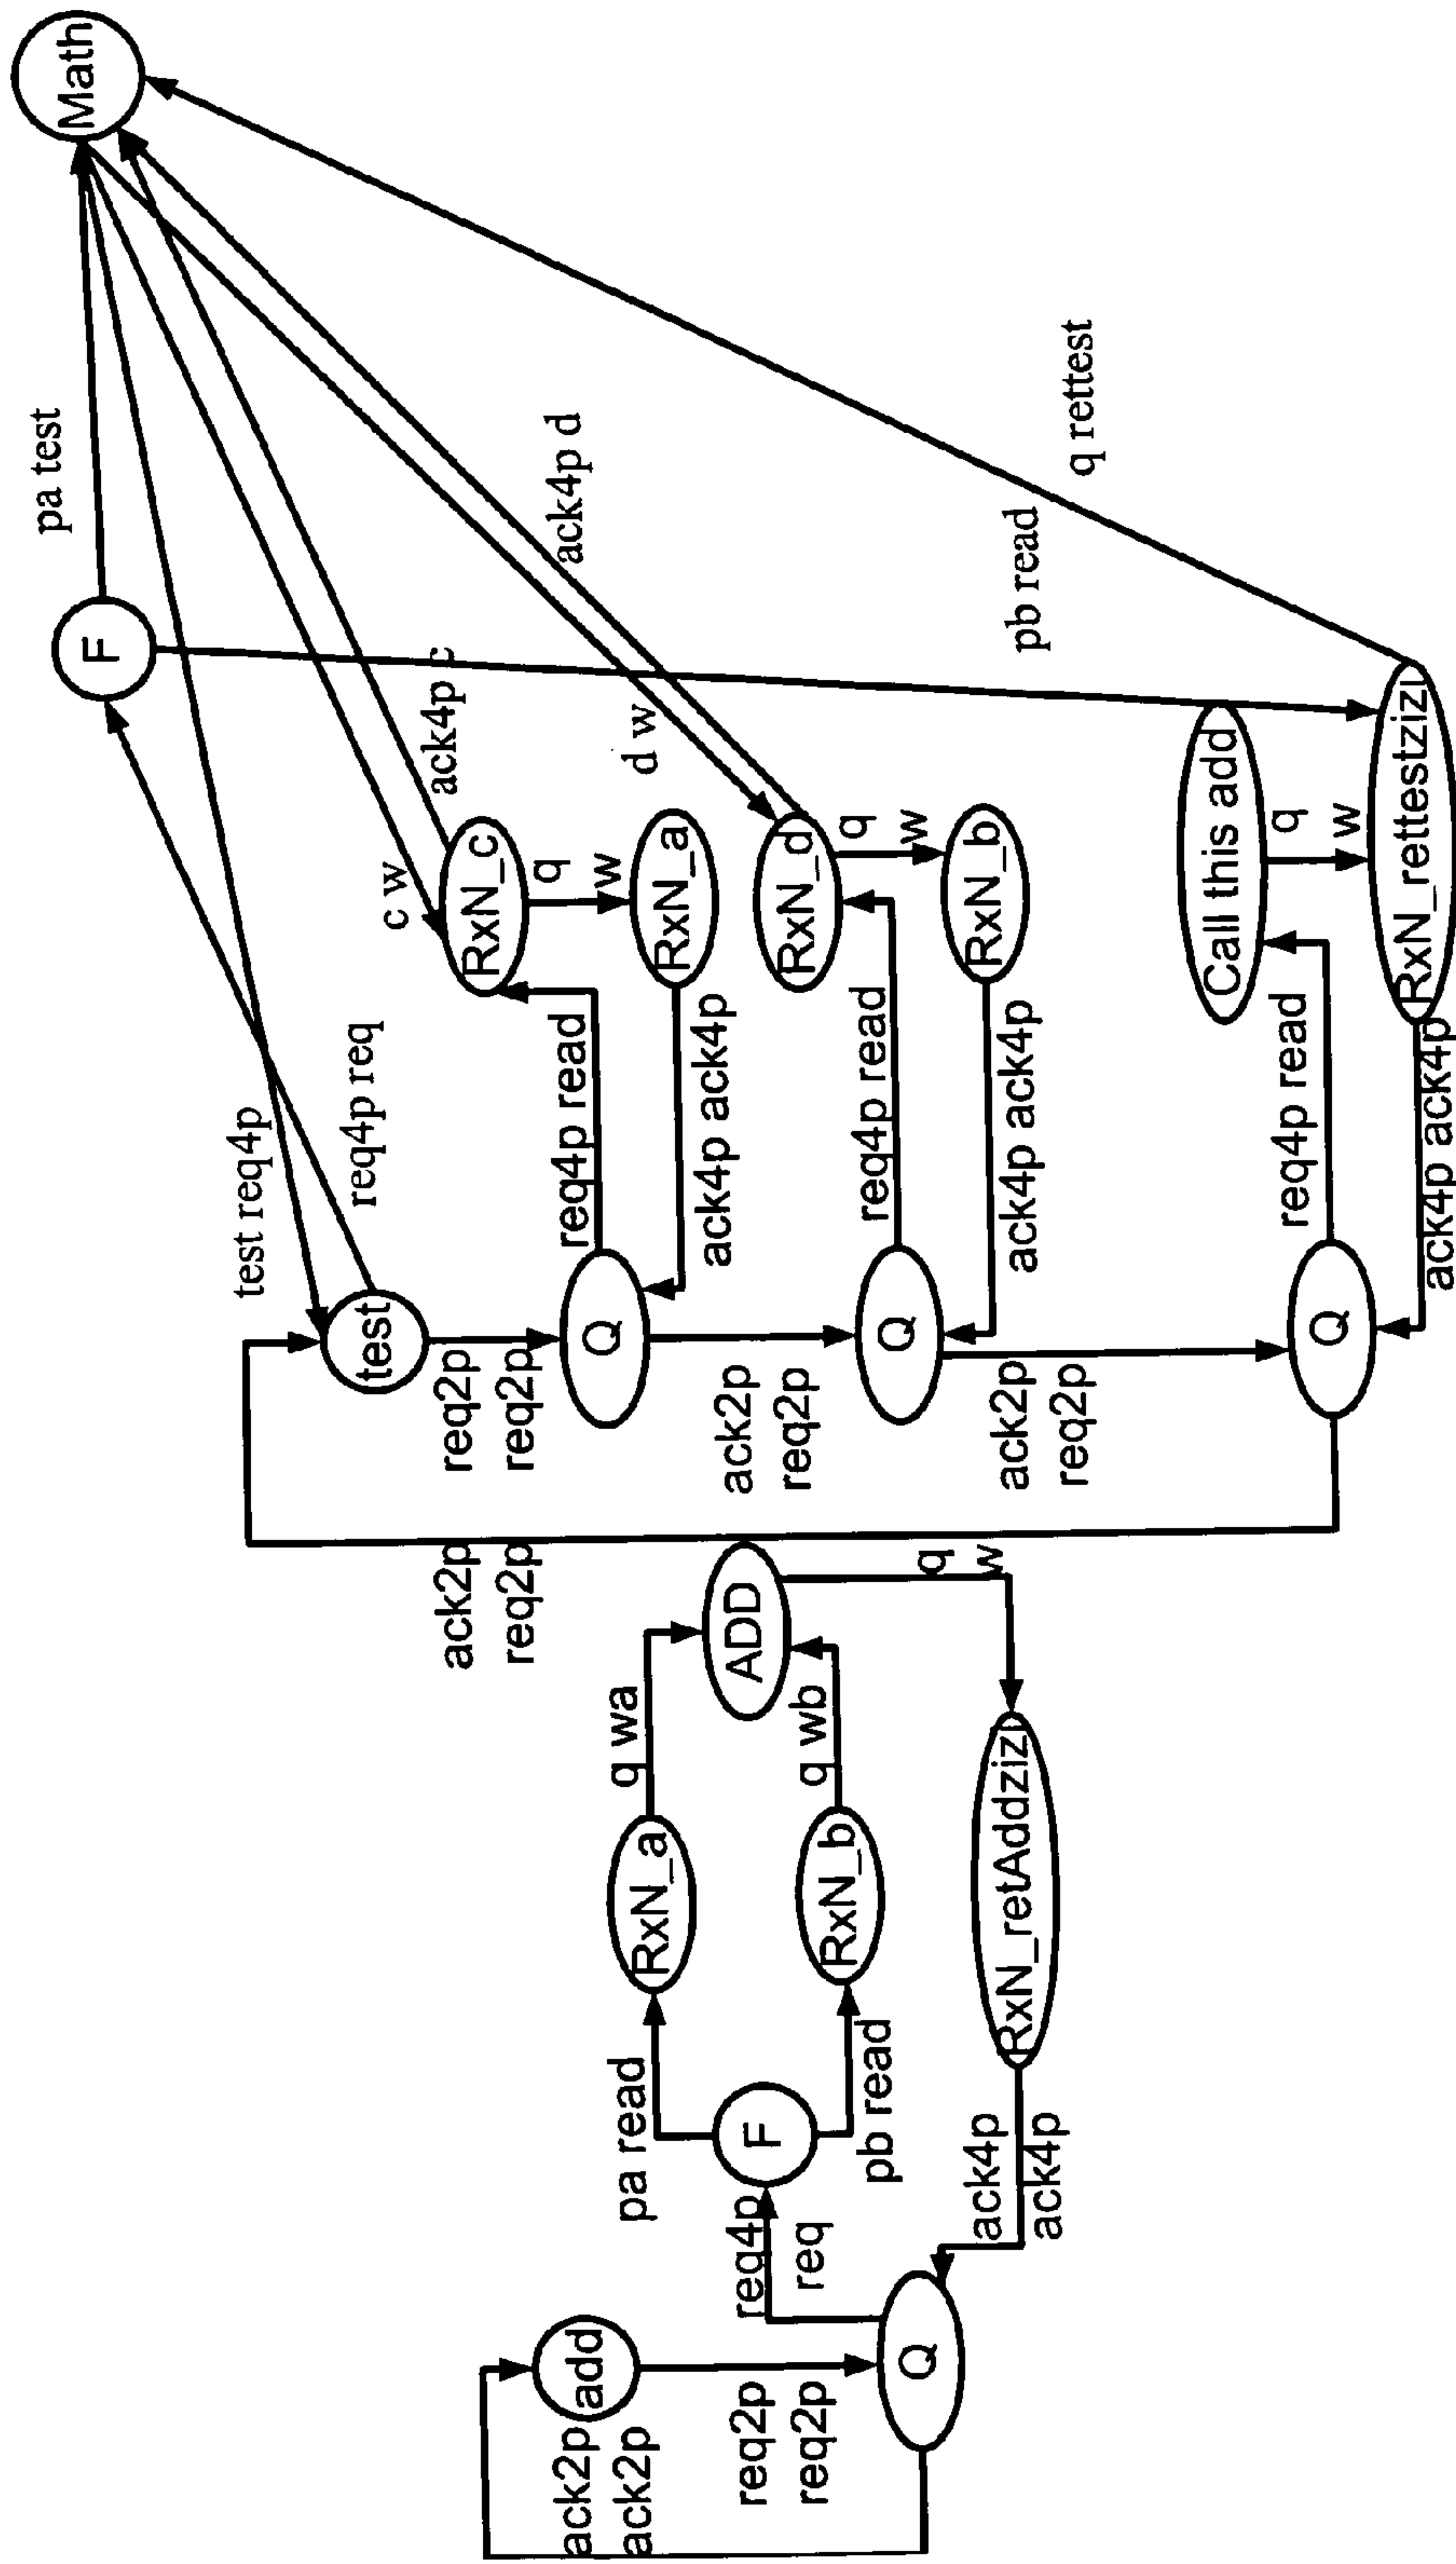 Math
pa test
F
test req4p
req4p req
c w
ack4p c
ack4p d
d w
q rettest
pb read
test
req2p
req2p
Q
req4p read
RxN_c
q
w
RxN_a
ack4p ack4p
ack2p
req2p
Q
req4p read
RxN_d
q
w
RxN_b
ack4p ack4p
ack2p
req2p
Q
req4p read
Call this add
q
w
RxN_rettestzizi
ack4p ack4p
ack2p
req2p
add
ack2p
ack2p
req2p
req2p
Q
req4p
req
F
pa read
RxN_a
q wa
pb read
RxN_b
q wb
ADD
q
w
RxN_retAddzizi
ack4p
ack4p